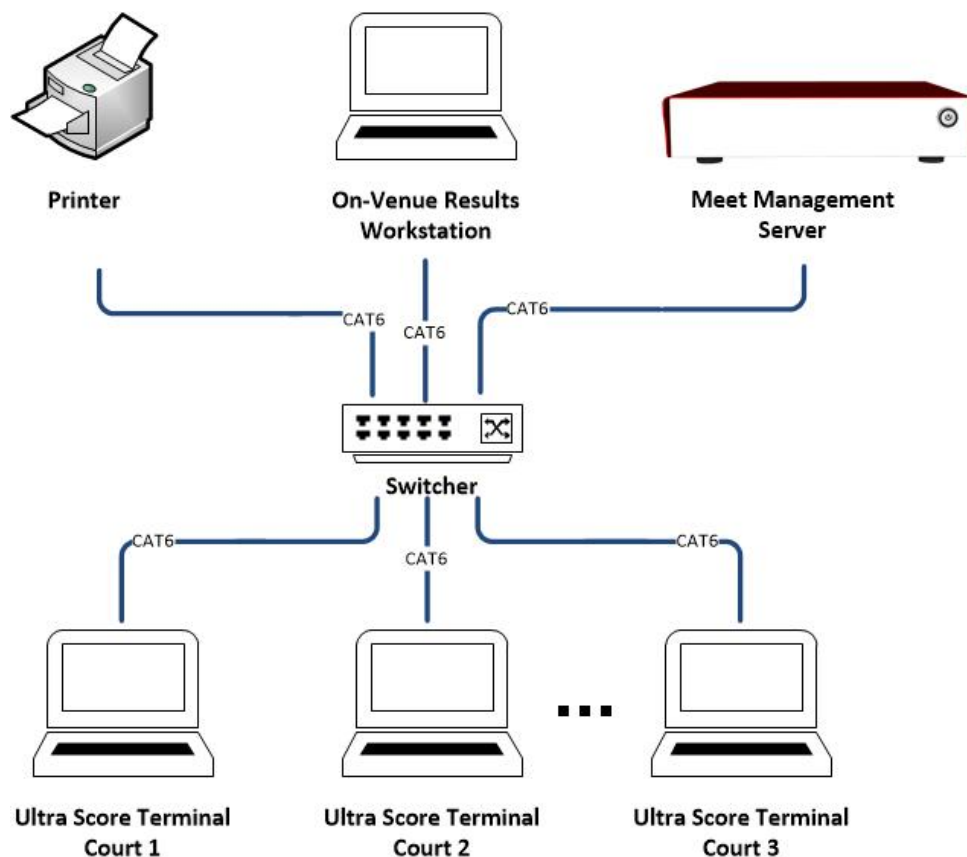 Printer
On-Venue Results
Workstation
Meet Management
Server
CAT6
CAT6
CAT6
Switcher
CAT6
CAT6
CAT6
Ultra Score Terminal
Court 1
Ultra Score Terminal
Court 2
...
Ultra Score Terminal
Court 3